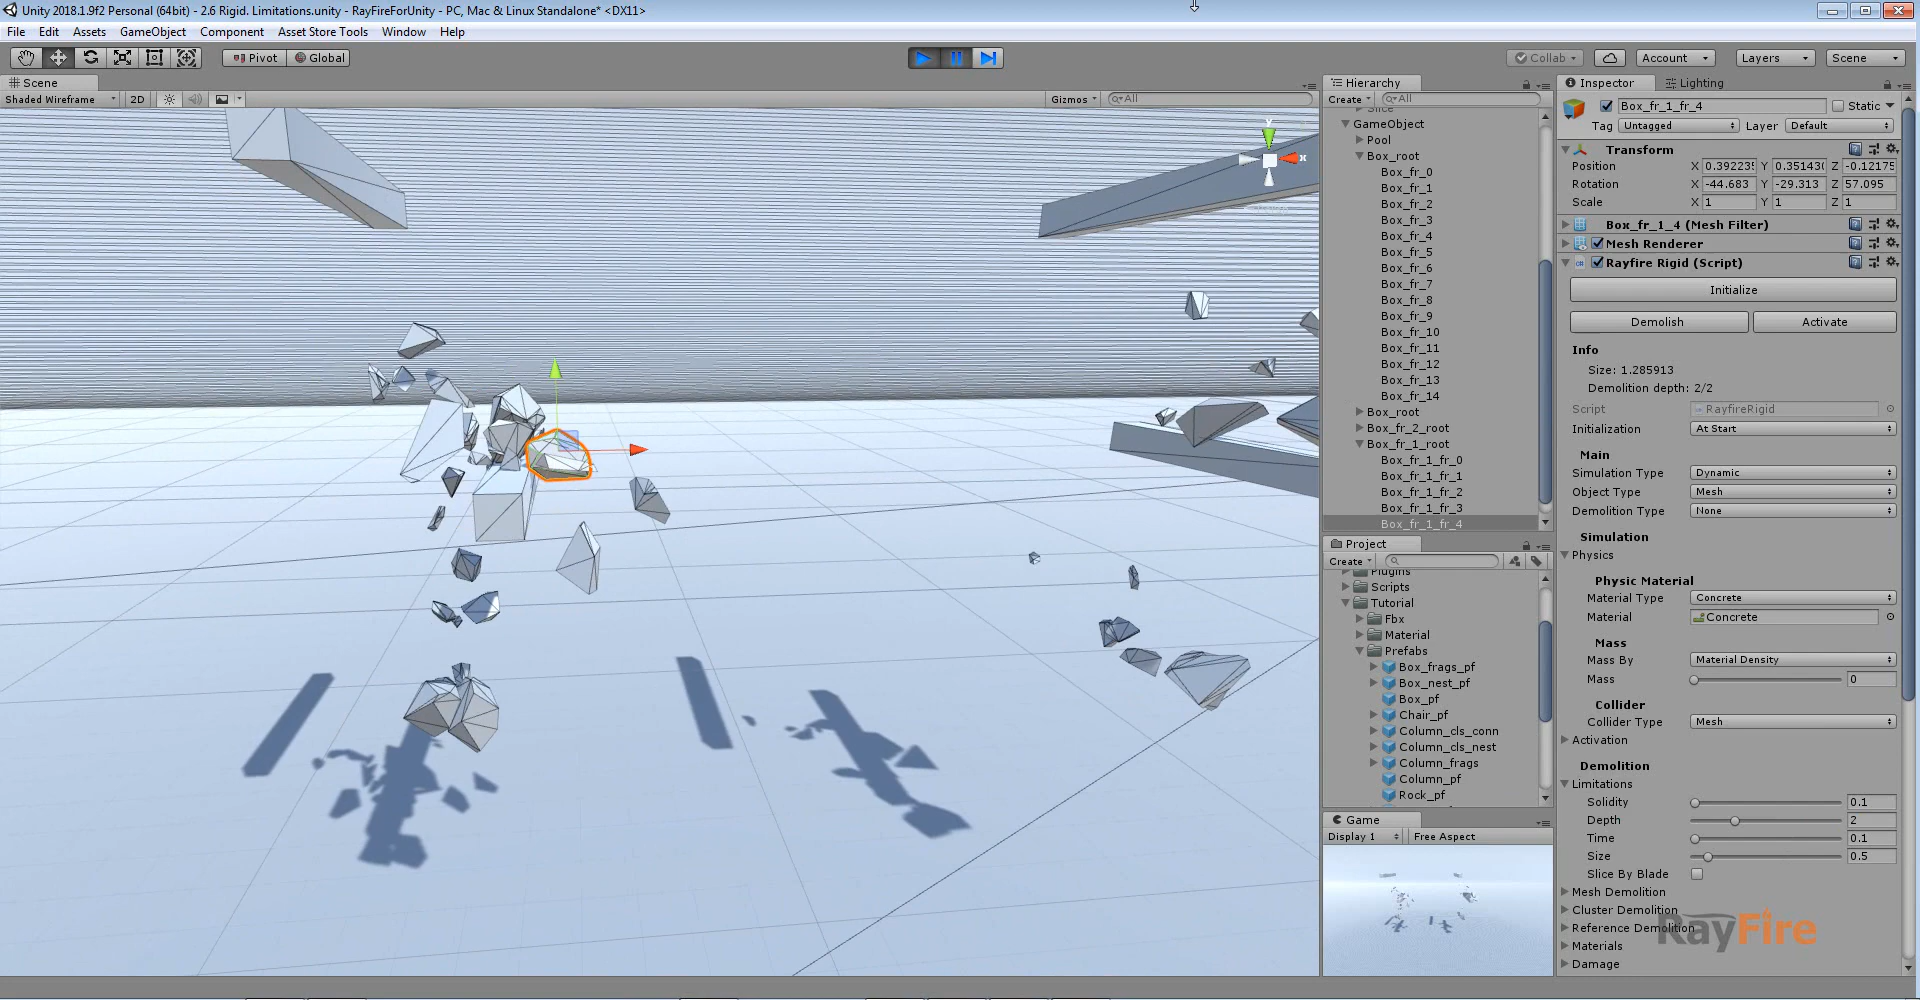 Unity 2018.1.9f2 Personal (64bit) - 2.6 Rigid. Limitations.unity - RayFireForUnity - PC, Mac & Linux Standalone* <DX11>
File Edit Assets GameObject Component Asset Store Tools Window Help
Pivot Global Collab Account Layers Scene
Scene
Shaded Wireframe 2D Gizmos All
y
x
Hierarchy
Create All
Slice
GameObject
Pool
Box_root
Box_fr_0
Box_fr_1
Box_fr_2
Box_fr_3
Box_fr_4
Box_fr_5
Box_fr_6
Box_fr_7
Box_fr_8
Box_fr_9
Box_fr_10
Box_fr_11
Box_fr_12
Box_fr_13
Box_fr_14
Box_root
Box_fr_2_root
Box_fr_1_root
Box_fr_1_fr_0
Box_fr_1_fr_1
Box_fr_1_fr_2
Box_fr_1_fr_3
Box_fr_1_fr_4
Project
Create
Plugins
Scripts
Tutorial
Fbx
Material
Prefabs
Box_frags_pf
Box_nest_pf
Box_pf
Chair_pf
Column_cls_conn
Column_cls_nest
Column_frags
Column_pf
Rock_pf
Game
Display 1 Free Aspect
Inspector Lighting
Box_fr_1_fr_4 Static
Tag Untagged Layer Default
Transform
Position X 0.392235 Y 0.351430 Z -0.12175
Rotation X -44.683 Y -29.313 Z 57.095
Scale X 1 Y 1 Z 1
Box_fr_1_4 (Mesh Filter)
Mesh Renderer
Rayfire Rigid (Script)
Initialize
Demolish Activate
Info
Size: 1.285913
Demolition depth: 2/2
Script RayfireRigid
Initialization At Start
Main
Simulation Type Dynamic
Object Type Mesh
Demolition Type None
Simulation
Physics
Physic Material
Material Type Concrete
Material Concrete
Mass
Mass By Material Density
Mass 0
Collider
Collider Type Mesh
Activation
Demolition
Limitations
Solidity 0.1
Depth 2
Time 0.1
Size 0.5
Slice By Blade
Mesh Demolition
Cluster Demolition
Reference Demolition
Materials
Damage
RayFire